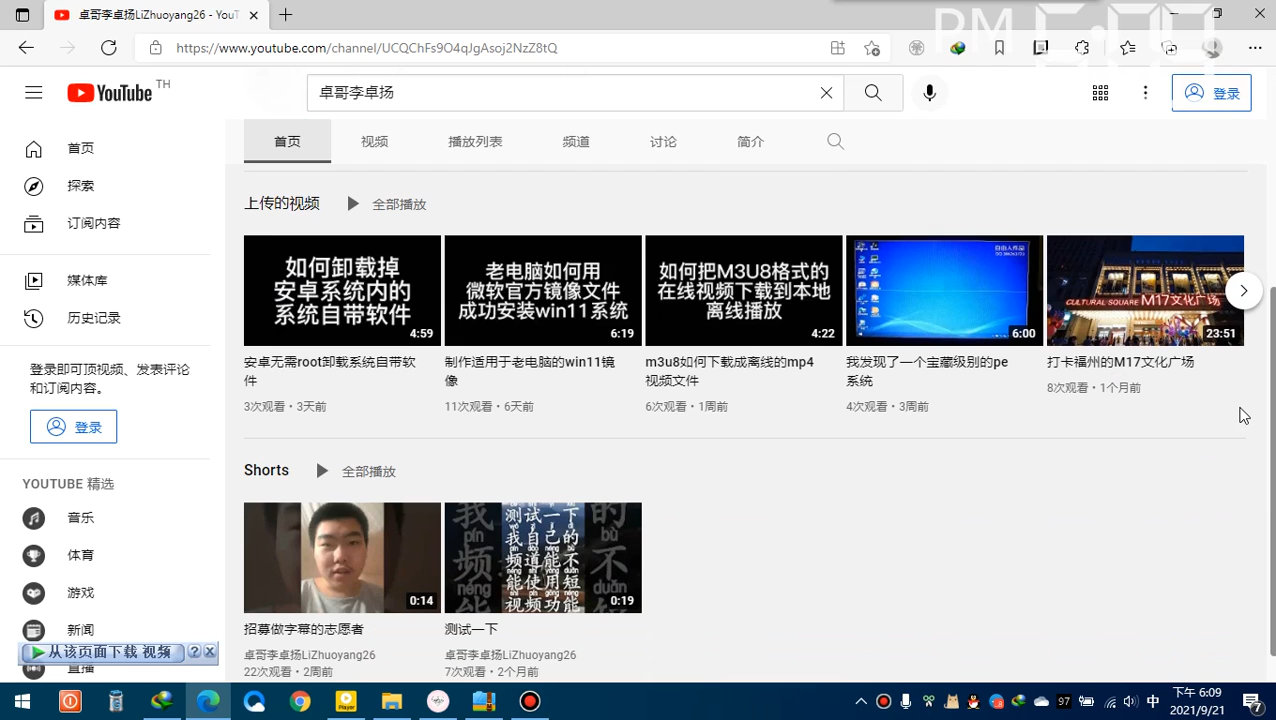 卓哥李卓扬LiZhuoyang26 - YouT
https://www.youtube.com/channel/UCQChFs9O4qJgAsoj2NzZ8tQ
PM 6:09
YouTube TH
卓哥李卓扬
登录
首页 视频 播放列表 频道 讨论 简介
首页
探索
订阅内容
媒体库
历史记录
登录即可顶视频、发表评论
和订阅内容。
登录
YOUTUBE 精选
音乐
体育
游戏
新闻
直播
从该页面下载 视频 ? X
上传的视频 全部播放
如何卸载掉
安卓系统内的
系统自带软件
4:59
安卓无需root卸载系统自带软
件
3次观看・3天前
老电脑如何用
微软官方镜像文件
成功安装win11系统
6:19
制作适用于老电脑的win11镜
像
11次观看・6天前
如何把M3U8格式的
在线视频下载到本地
离线播放
4:22
m3u8如何下载成离线的mp4
视频文件
6次观看・1周前
6:00
我发现了一个宝藏级别的pe
系统
4次观看・3周前
CULTURAL SQUARE M17文化广场
23:51
打卡福州的M17文化广场
8次观看・1个月前
Shorts 全部播放
0:14
招募做字幕的志愿者
卓哥李卓扬LiZhuoyang26
22次观看・2周前
测试一下
我自己的
频道能不
能使用短
视频功能
0:19
测试一下
卓哥李卓扬LiZhuoyang26
7次观看・2个月前
Player
97
中
下午 6:09
2021/9/21
7